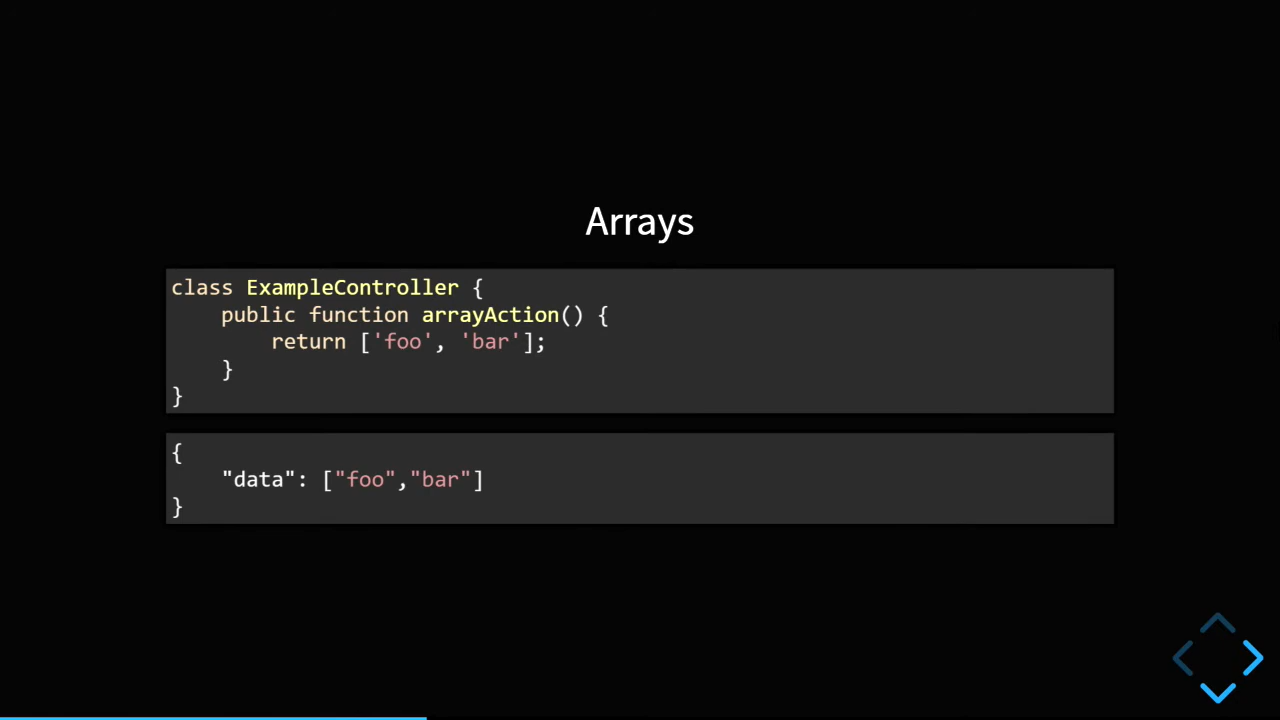 Arrays
class ExampleController {
    public function arrayAction() {
        return ['foo', 'bar'];
    }
}
{
    "data": ["foo","bar"]
}